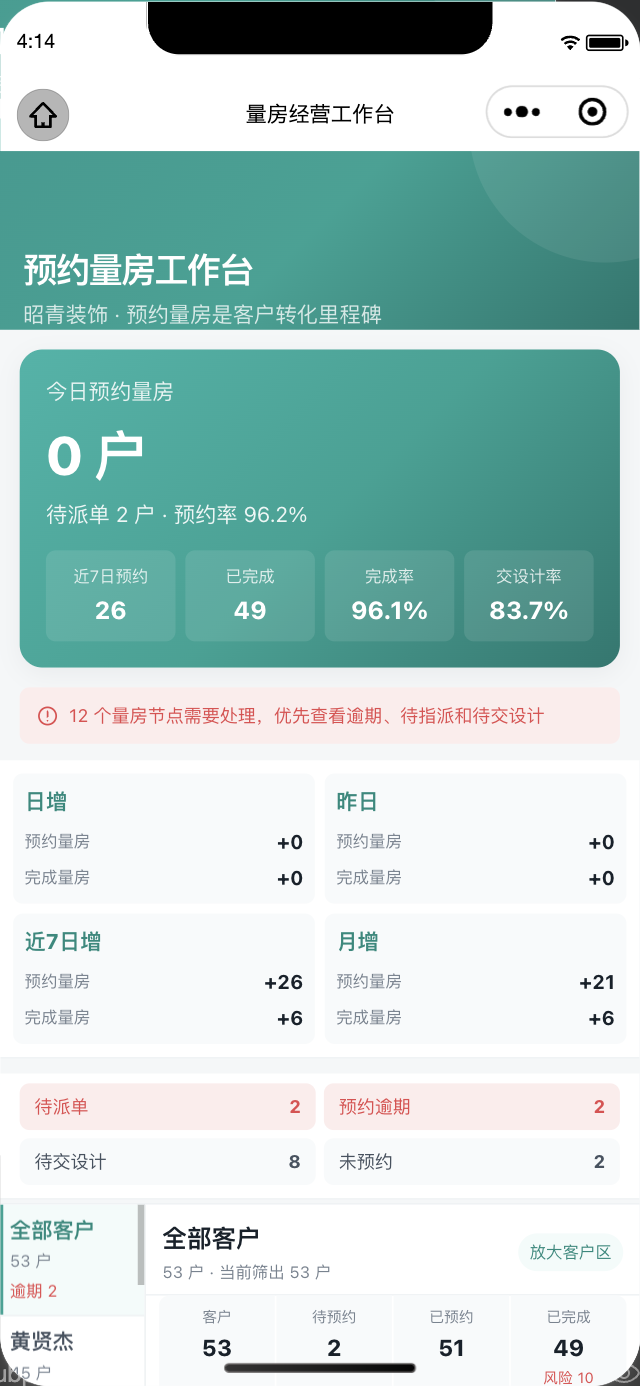 4:14
量房经营工作台
预约量房工作台
昭青装饰 · 预约量房是客户转化里程碑
今日预约量房
0 户
待派单 2 户 · 预约率 96.2%
近7日预约 已完成 完成率 交设计率
26 49 96.1% 83.7%
12 个量房节点需要处理，优先查看逾期、待指派和待交设计
日增 昨日
预约量房 +0 预约量房 +0
完成量房 +0 完成量房 +0
近7日增 月增
预约量房 +26 预约量房 +21
完成量房 +6 完成量房 +6
待派单 2 预约逾期 2
待交设计 8 未预约 2
全部客户
53 户
逾期 2
黄贤杰
45 户
全部客户
53 户 · 当前筛出 53 户
放大客户区
客户 待预约 已预约 已完成
53 2 51 49
风险 10